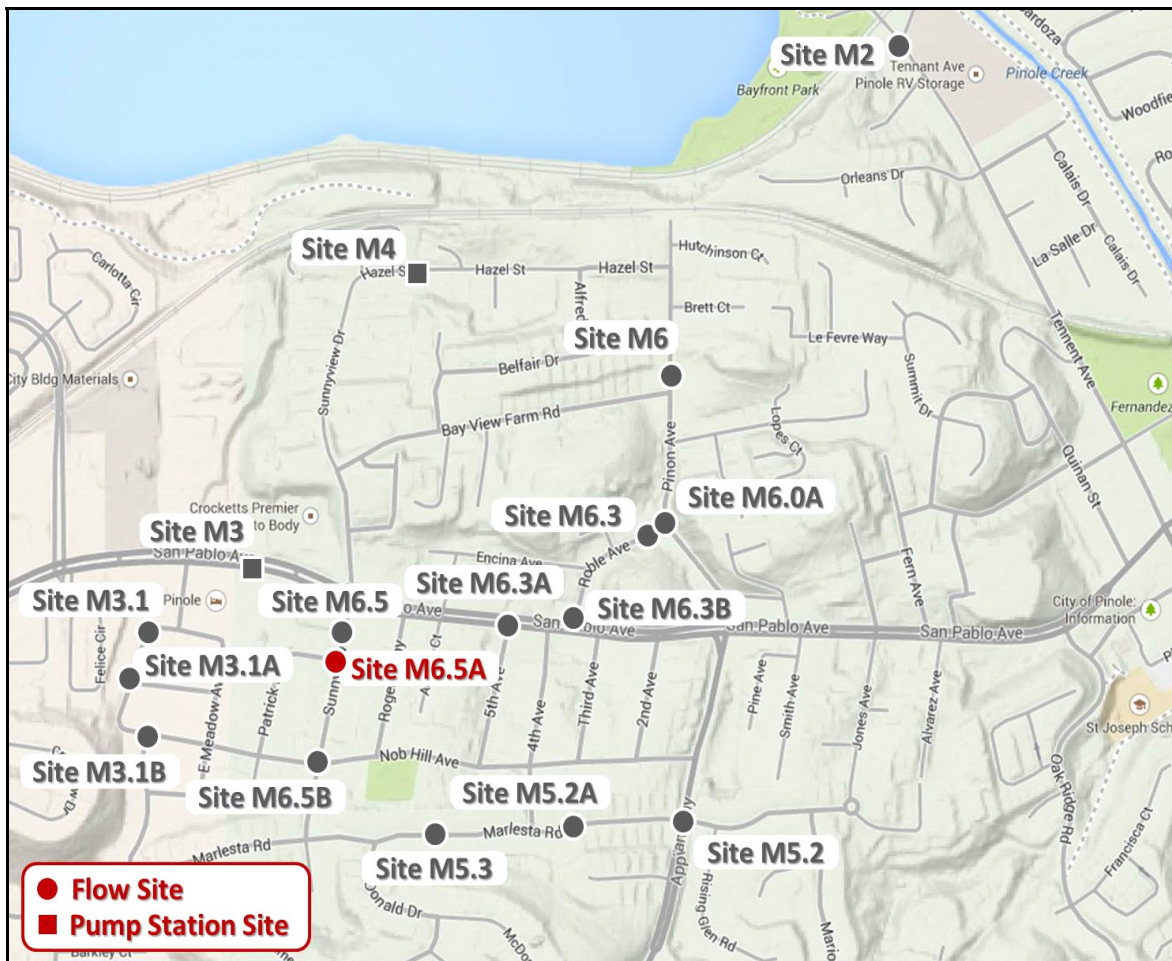 Cardoza
Site M2
Tennant Ave
Pinole RV Storage
Pinole Creek
Bayfront Park
Calais Dr
Orleans Dr
La Salle Dr
Calais Dr
Site M4
Hutchinson Ct
Carlotta Cir
Hazel St
Hazel St
Brett Ct
Le Fevre Way
Tennent Ave
Site M6
Sunnyview Dr
Belfair Dr
City Bldg Materials
Summit Dr
Fernandez
Bay View Farm Rd
Lopes Ct
Pinon Ave
Quinan St
Crocketts Premier
Site M6.0A
Site M6.3
Site M3
San Pablo Ave
Encina Ave
Roble Ave
Fern Ave
Site M6.3A
Site M3.1
Pinole
Site M6.5
Site M6.3B
San Pablo Ave
San Pablo Ave
San Pablo Ave
City of Pinole:
Information
Felice Cir
Site M3.1A
Site M6.5A
5th Ave
4th Ave
Third Ave
2nd Ave
Pine Ave
Smith Ave
Jones Ave
Alvarez Ave
St Joseph Sch
E Meadow Ave
Nob Hill Ave
Site M3.1B
Site M6.5B
Site M5.2A
Oak Ridge Rd
Marlesta Rd
Marlesta Rd
Site M5.3
Site M5.2
Francisca Ct
Rising Glen Rd
Donald Dr
Flow Site
Pump Station Site
Barkley Ct